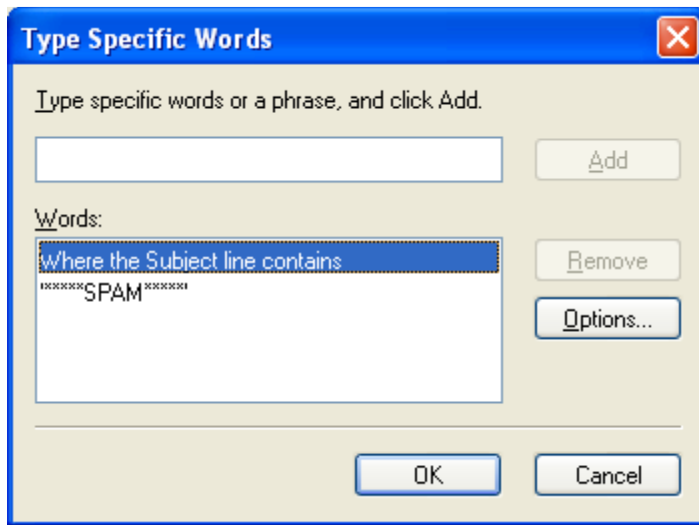 Type Specific Words
Type specific words or a phrase, and click Add.
Add
Words:
Where the Subject line contains
Remove
'*****SPAM*****'
Options...
OK
Cancel